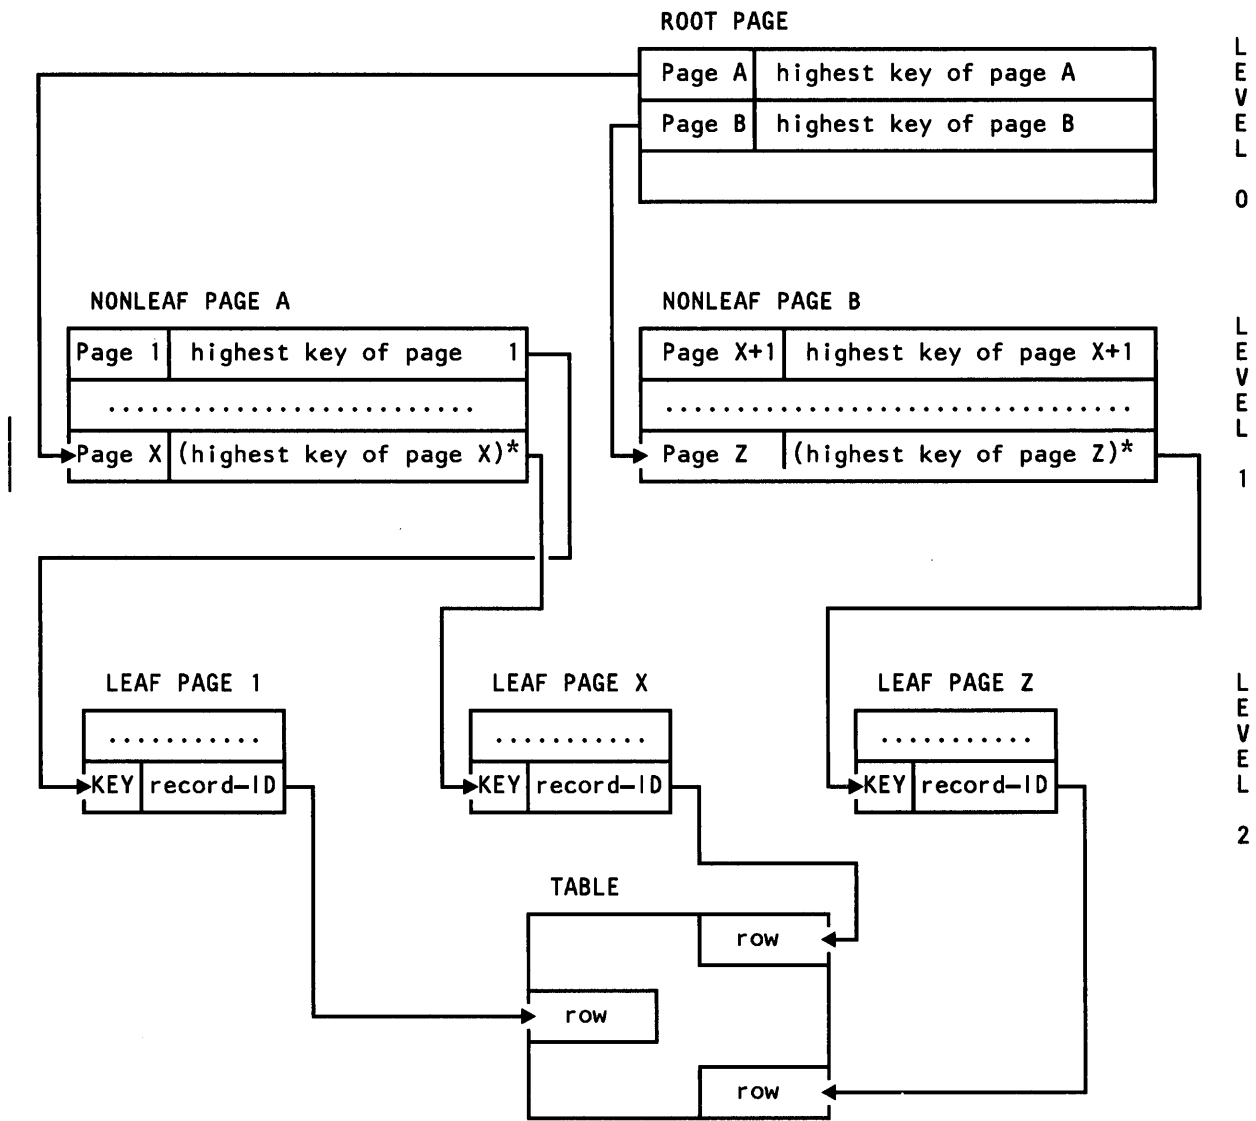 ROOT PAGE
Page A highest key of page A
Page B highest key of page B
LEVEL 0
NONLEAF PAGE A
Page 1 highest key of page 1
..........................
Page X (highest key of page X)*
NONLEAF PAGE B
Page X+1 highest key of page X+1
.................................
Page Z (highest key of page Z)*
LEVEL 1
LEAF PAGE 1
...........
KEY record-ID
LEAF PAGE X
...........
KEY record-ID
LEAF PAGE Z
...........
KEY record-ID
LEVEL 2
TABLE
row
row
row